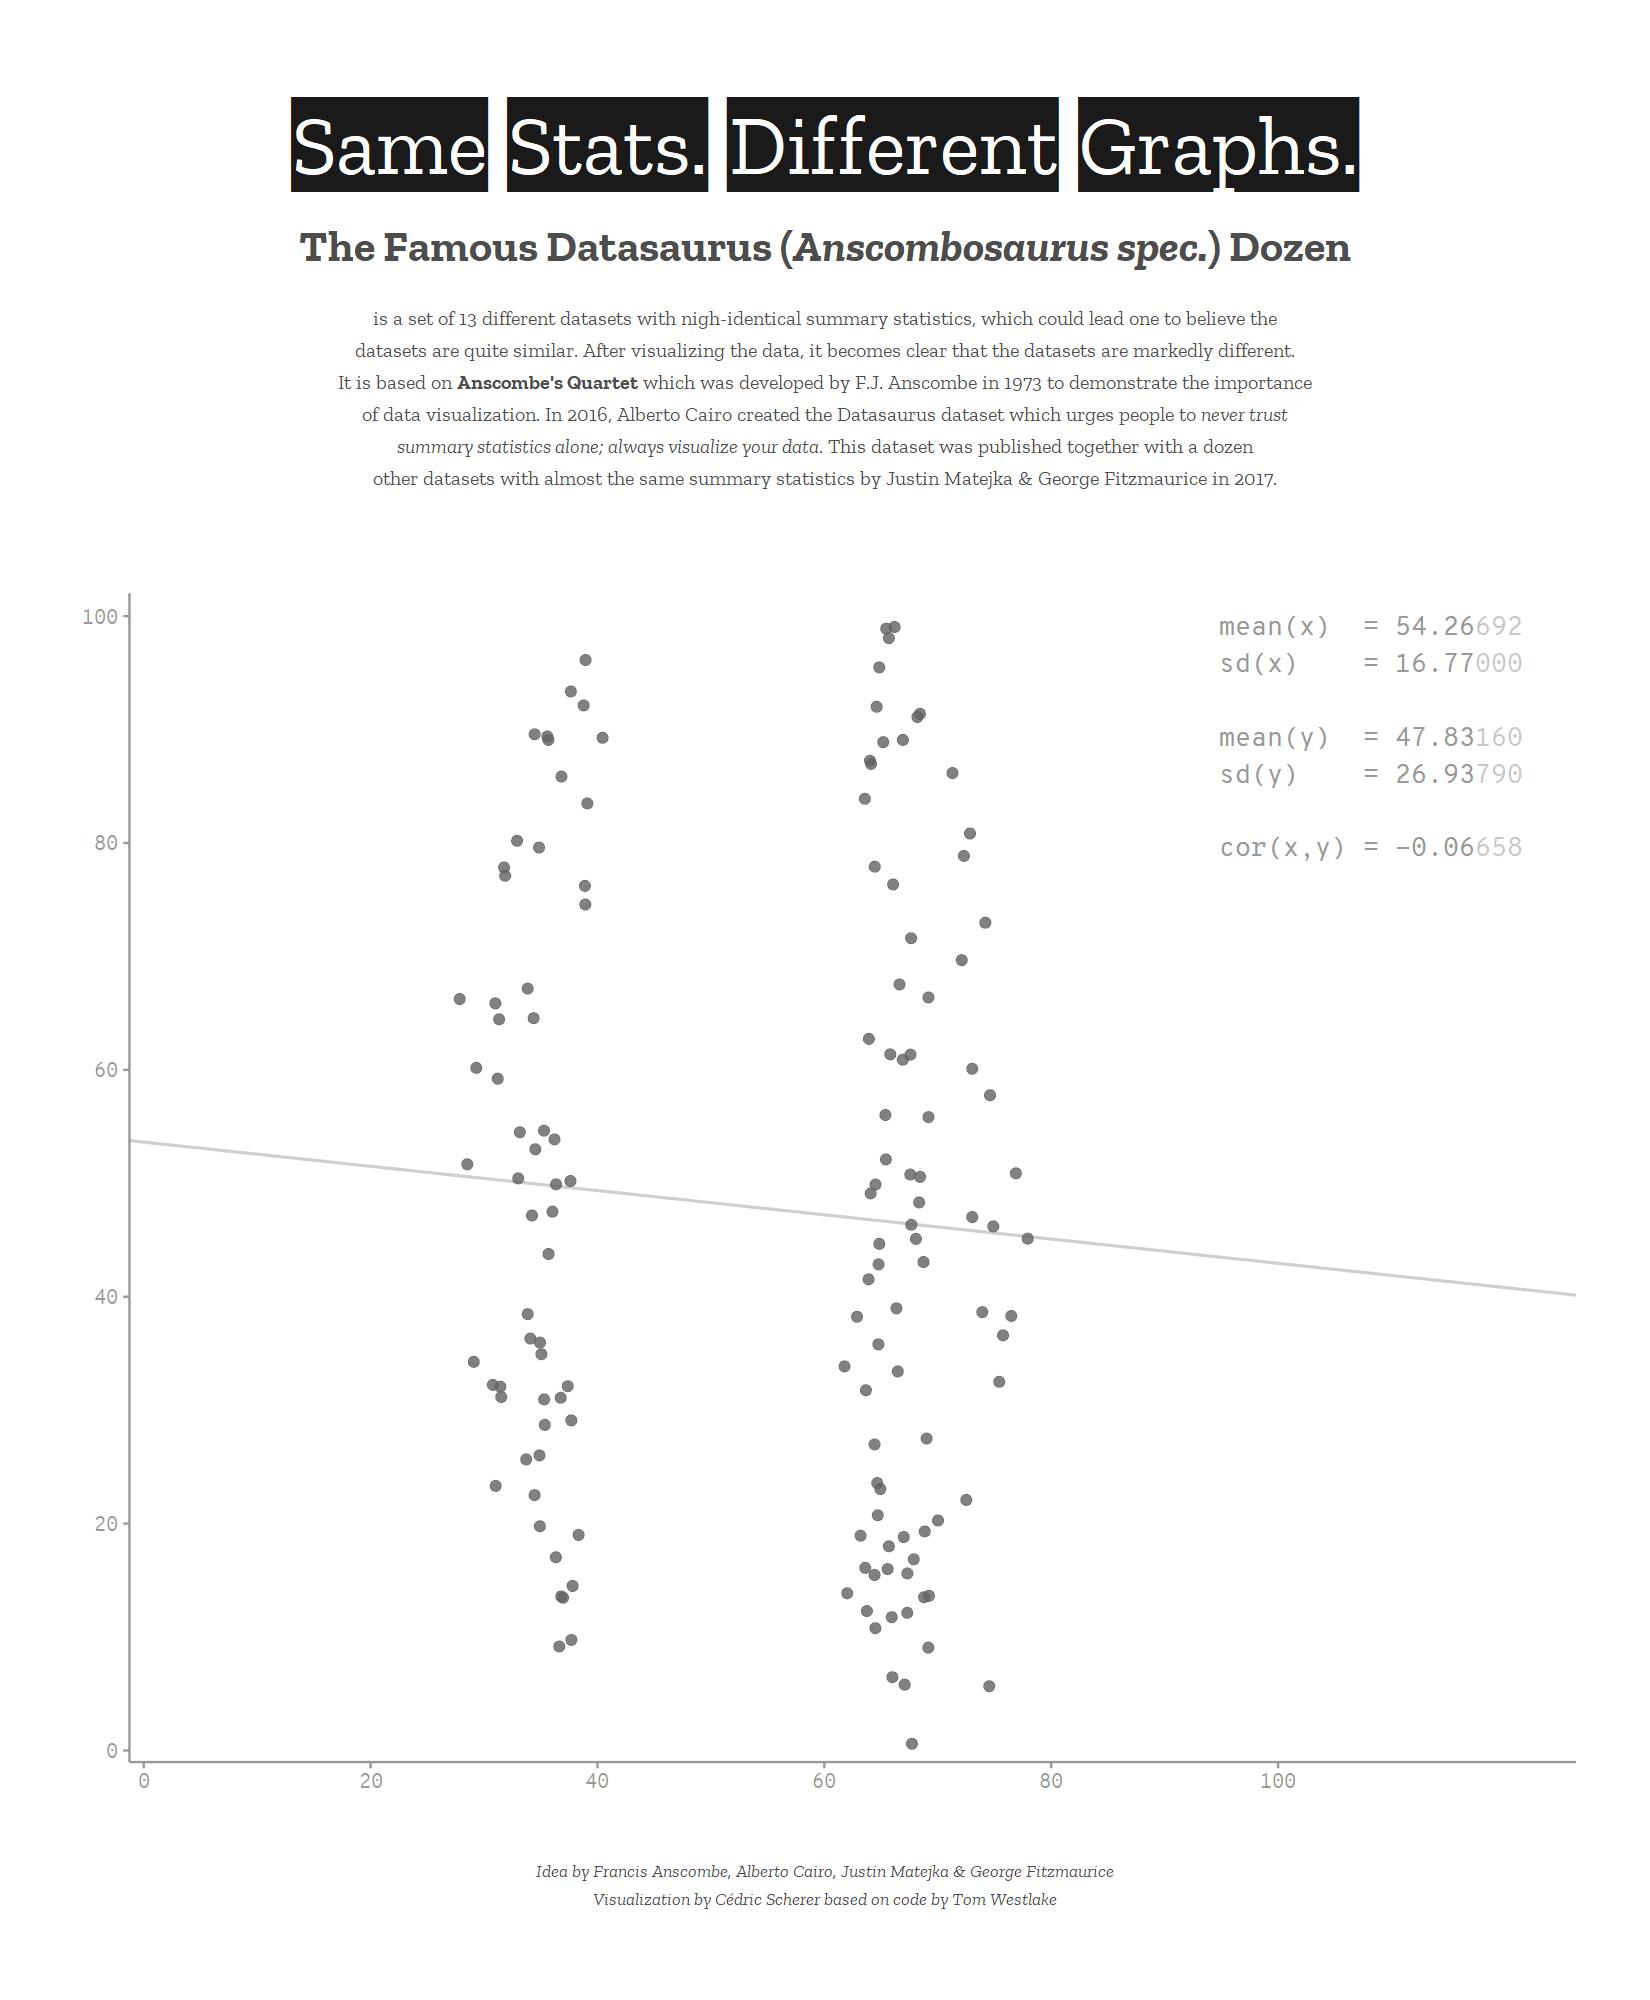 Same Stats. Different Graphs.
The Famous Datasaurus (Anscombosaurus spec.) Dozen
is a set of 13 different datasets with nigh-identical summary statistics, which could lead one to believe the
datasets are quite similar. After visualizing the data, it becomes clear that the datasets are markedly different.
It is based on Anscombe's Quartet which was developed by F.J. Anscombe in 1973 to demonstrate the importance
of data visualization. In 2016, Alberto Cairo created the Datasaurus dataset which urges people to never trust
summary statistics alone; always visualize your data. This dataset was published together with a dozen
other datasets with almost the same summary statistics by Justin Matejka & George Fitzmaurice in 2017.
mean(x) = 54.26692
sd(x) = 16.77000
mean(y) = 47.83160
sd(y) = 26.93790
cor(x,y) = −0.06658
100
80
60
40
20
0
0 20 40 60 80 100
Idea by Francis Anscombe, Alberto Cairo, Justin Matejka & George Fitzmaurice
Visualization by Cédric Scherer based on code by Tom Westlake